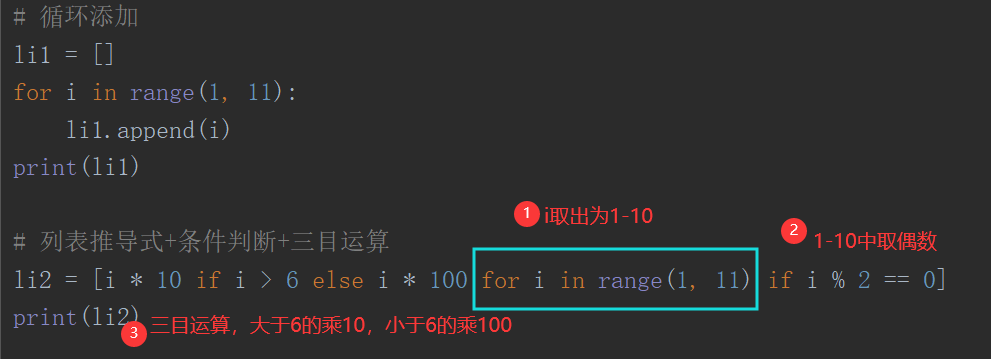 # 循环添加
li1 = []
for i in range(1, 11):
    li1.append(i)
print(li1)
1 i取出为1-10
2 1-10中取偶数
# 列表推导式+条件判断+三目运算
li2 = [i * 10 if i > 6 else i * 100 for i in range(1, 11) if i % 2 == 0]
print(li2)
3 三目运算，大于6的乘10，小于6的乘100